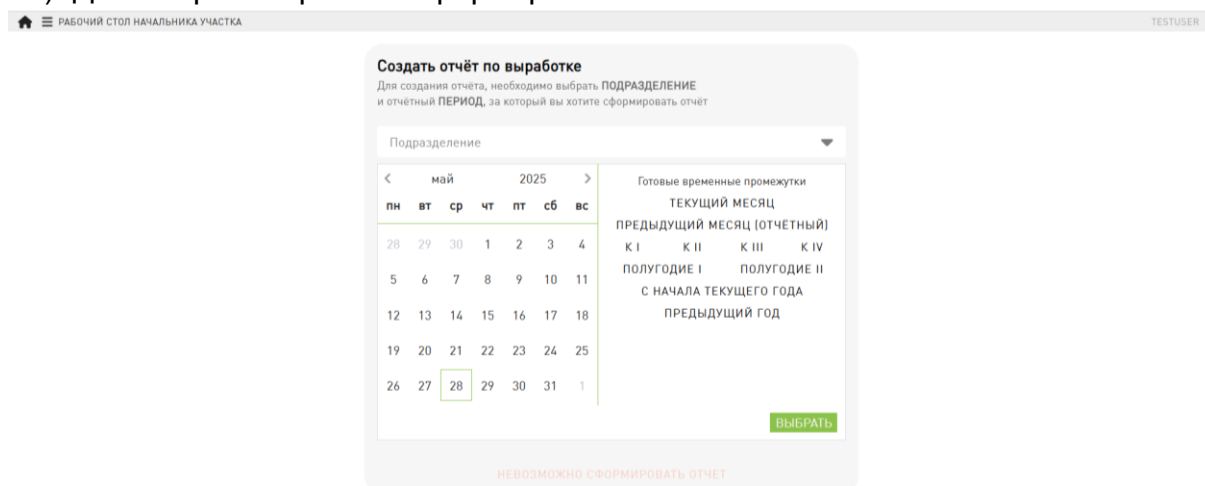 РАБОЧИЙ СТОЛ НАЧАЛЬНИКА УЧАСТКА TESTUSER
Создать отчёт по выработке
Для создания отчёта, необходимо выбрать ПОДРАЗДЕЛЕНИЕ
и отчётный ПЕРИОД, за который вы хотите сформировать отчёт
Подразделение
май 2025
пн вт ср чт пт сб вс
28 29 30 1 2 3 4
5 6 7 8 9 10 11
12 13 14 15 16 17 18
19 20 21 22 23 24 25
26 27 28 29 30 31 1
Готовые временные промежутки
ТЕКУЩИЙ МЕСЯЦ
ПРЕДЫДУЩИЙ МЕСЯЦ (ОТЧЁТНЫЙ)
К I К II К III К IV
ПОЛУГОДИЕ I ПОЛУГОДИЕ II
С НАЧАЛА ТЕКУЩЕГО ГОДА
ПРЕДЫДУЩИЙ ГОД
ВЫБРАТЬ
НЕВОЗМОЖНО СФОРМИРОВАТЬ ОТЧЁТ